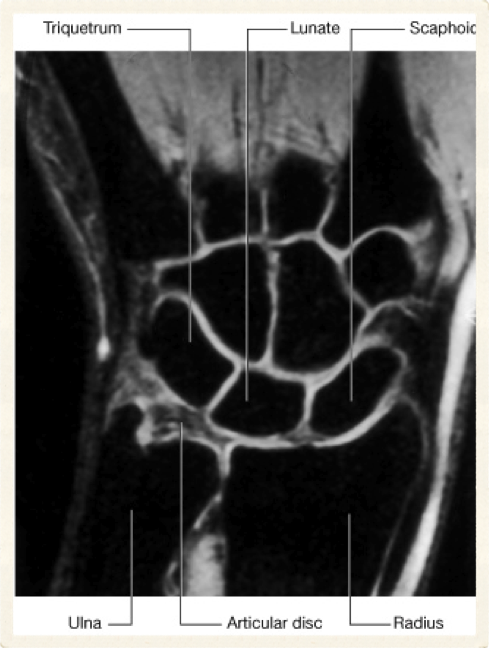 Triquetrum Lunate Scaphoid
Ulna Articular disc Radius